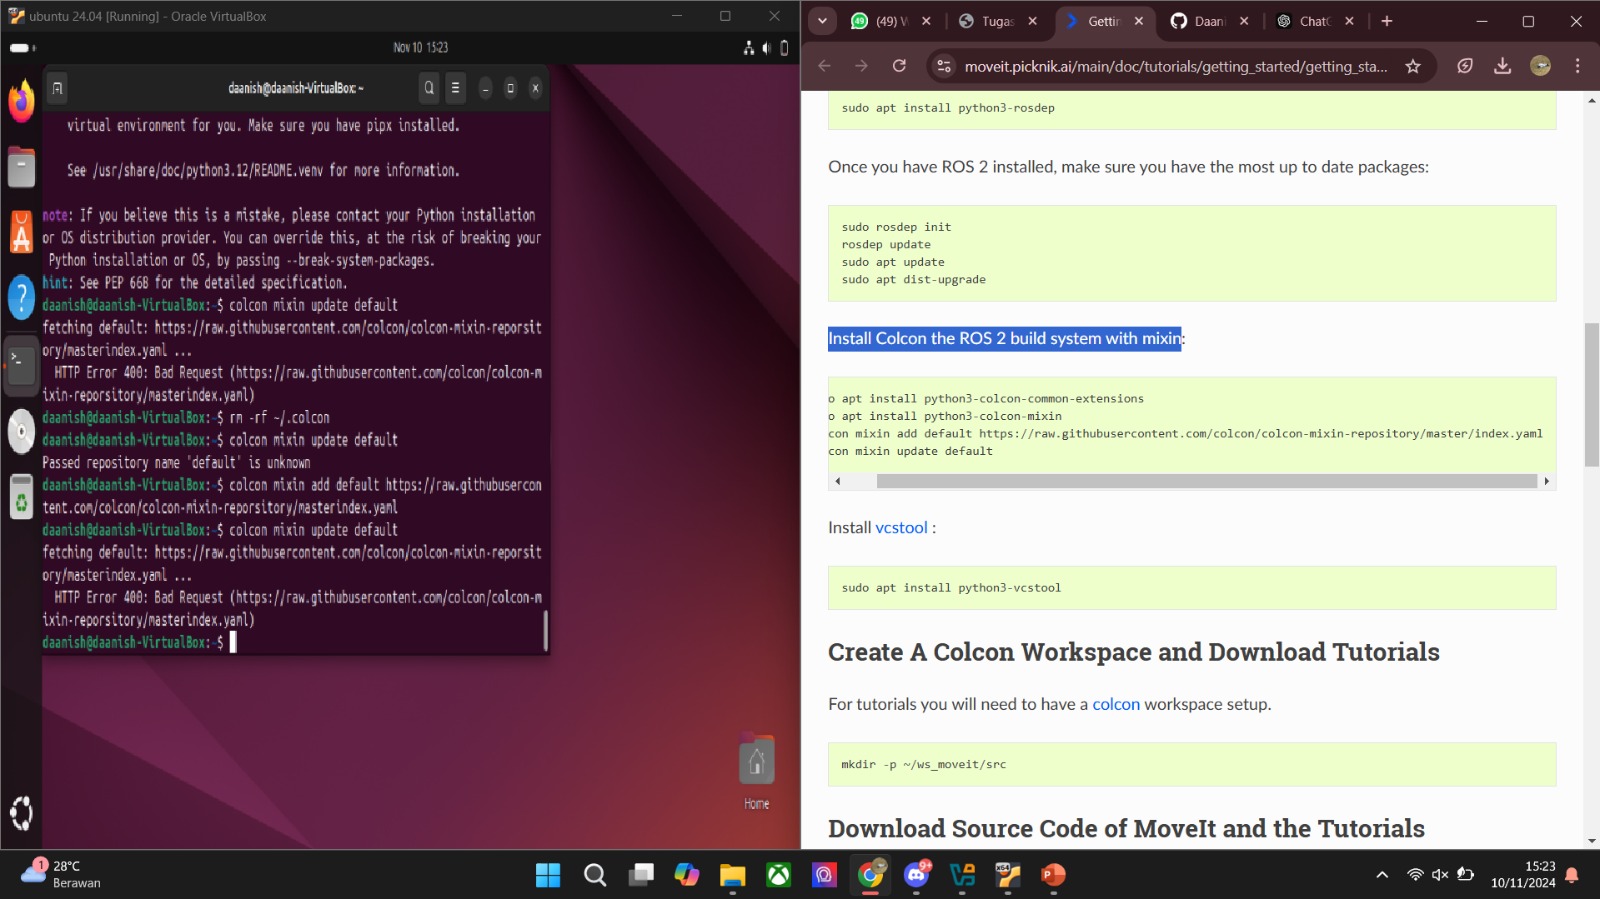 ubuntu 24.04 [Running] - Oracle VirtualBox
Nov 10 15:23
daanish@daanish-VirtualBox: ~
virtual environment for you. Make sure you have pipx installed.
See /usr/share/doc/python3.12/README.venv for more information.
note: If you believe this is a mistake, please contact your Python installation
or OS distribution provider. You can override this, at the risk of breaking your
Python installation or OS, by passing --break-system-packages.
hint: See PEP 668 for the detailed specification.
daanish@daanish-VirtualBox:~$ colcon mixin update default
fetching default: https://raw.githubusercontent.com/colcon/colcon-mixin-reporsit
ory/masterindex.yaml ...
HTTP Error 400: Bad Request (https://raw.githubusercontent.com/colcon/colcon-m
ixin-reporsitory/masterindex.yaml)
daanish@daanish-VirtualBox:~$ rm -rf ~/.colcon
daanish@daanish-VirtualBox:~$ colcon mixin update default
Passed repository name 'default' is unknown
daanish@daanish-VirtualBox:~$ colcon mixin add default https://raw.githubusercon
tent.com/colcon/colcon-mixin-reporsitory/masterindex.yaml
daanish@daanish-VirtualBox:~$ colcon mixin update default
fetching default: https://raw.githubusercontent.com/colcon/colcon-mixin-reporsit
ory/masterindex.yaml ...
HTTP Error 400: Bad Request (https://raw.githubusercontent.com/colcon/colcon-m
ixin-reporsitory/masterindex.yaml)
daanish@daanish-VirtualBox:~$
Home
(49) W
Tugas
Gettin
Daani
ChatG
moveit.picknik.ai/main/doc/tutorials/getting_started/getting_sta...
sudo apt install python3-rosdep
Once you have ROS 2 installed, make sure you have the most up to date packages:
sudo rosdep init
rosdep update
sudo apt update
sudo apt dist-upgrade
Install Colcon the ROS 2 build system with mixin:
o apt install python3-colcon-common-extensions
o apt install python3-colcon-mixin
con mixin add default https://raw.githubusercontent.com/colcon/colcon-mixin-repository/master/index.yaml
con mixin update default
Install vcstool :
sudo apt install python3-vcstool
Create A Colcon Workspace and Download Tutorials
For tutorials you will need to have a colcon workspace setup.
mkdir -p ~/ws_moveit/src
Download Source Code of MoveIt and the Tutorials
1
28°C
Berawan
9+
X64
15:23
10/11/2024